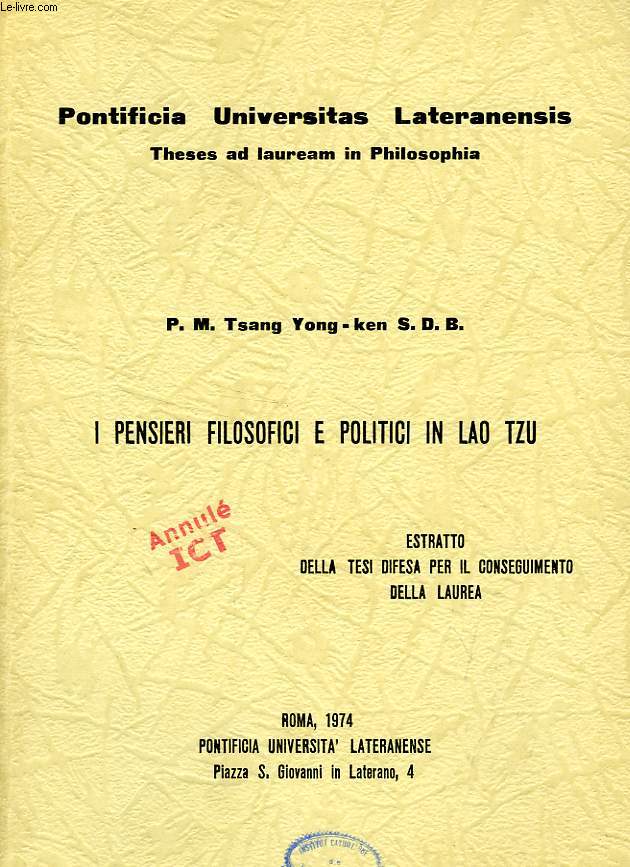 Le-livre.com
Pontificia Universitas Lateranensis
Theses ad lauream in Philosophia
P. M. Tsang Yong-ken S. D. B.
I PENSIERI FILOSOFICI E POLITICI IN LAO TZU
Annulé
ICT
ESTRATTO
DELLA TESI DIFESA PER IL CONSEGUIMENTO
DELLA LAUREA
ROMA, 1974
PONTIFICIA UNIVERSITA' LATERANENSE
Piazza S. Giovanni in Laterano, 4
INSTITUT
de